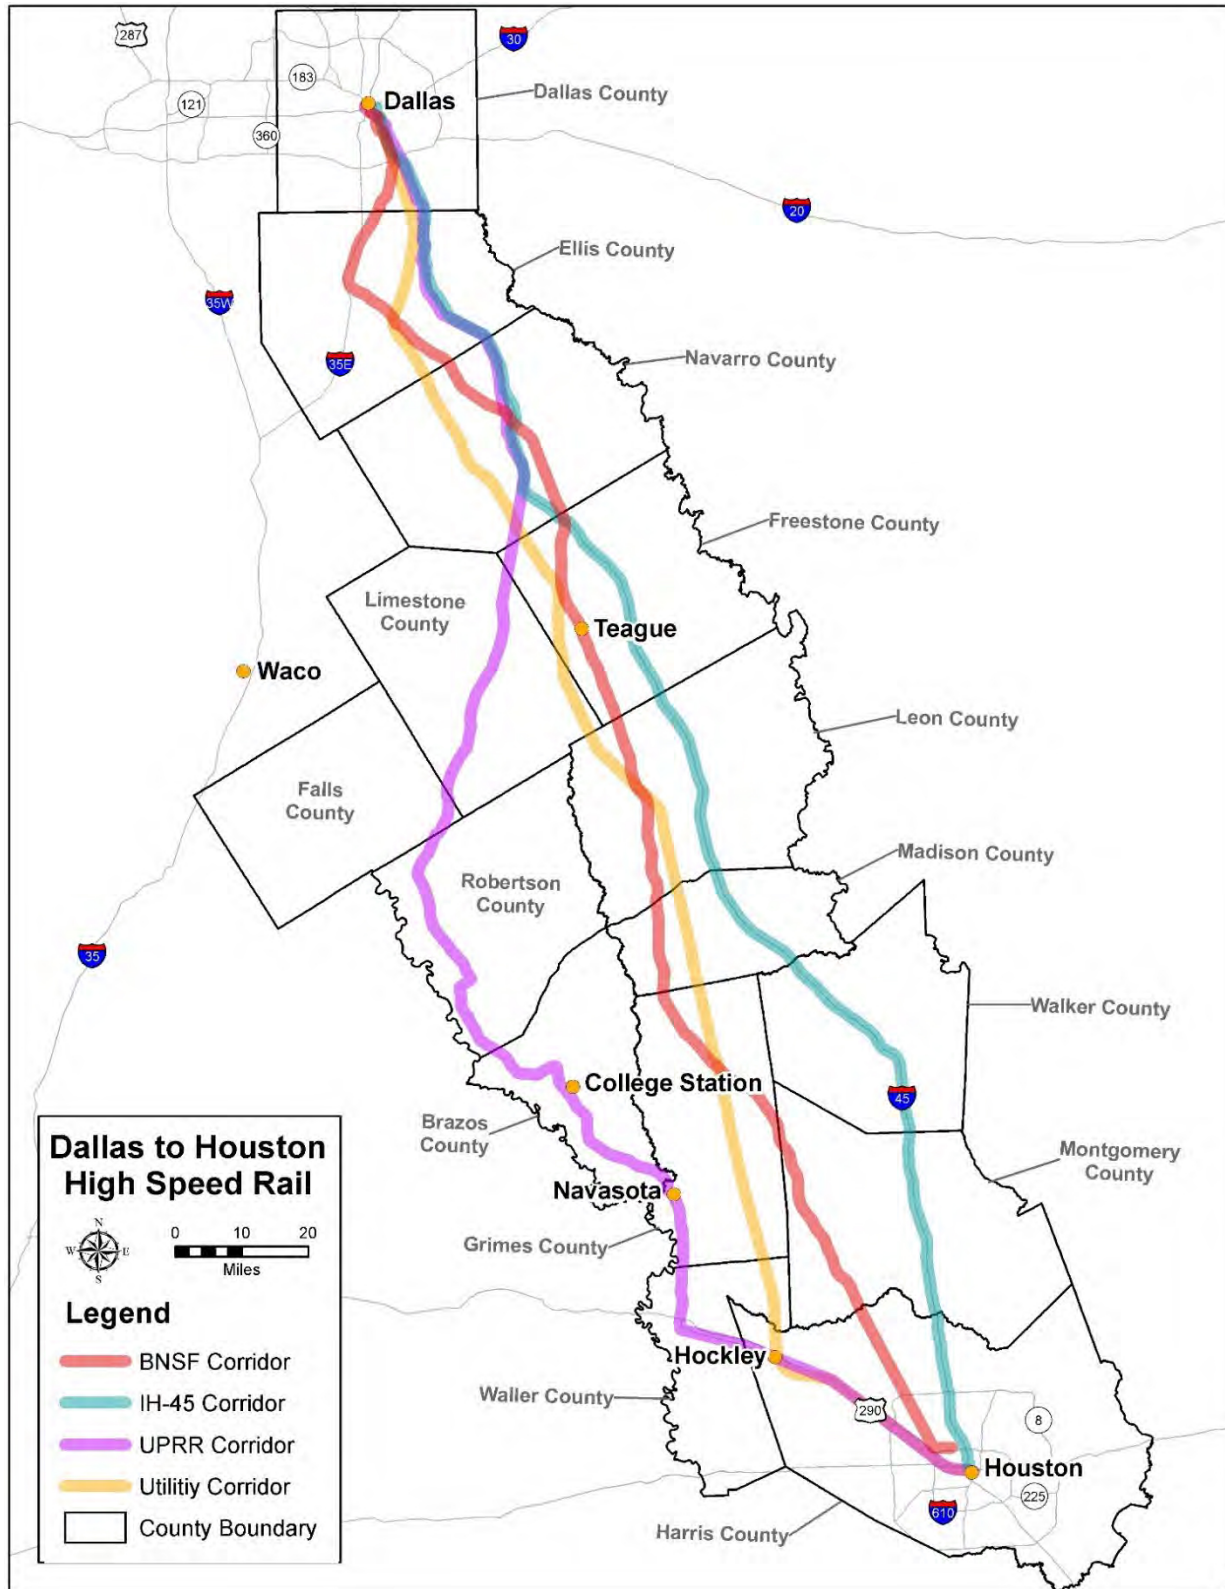 287
30
183
Dallas County
Dallas
121
360
20
Ellis County
35W
Navarro County
35E
Freestone County
Limestone
County
Teague
Waco
Leon County
Falls
County
Madison County
Robertson
County
35
Walker County
College Station
45
Brazos
County
Montgomery
County
Navasota
Grimes County
Hockley
Waller County
290
8
Houston
225
610
Harris County
Dallas to Houston
High Speed Rail
N
W E
S
0 10 20
Miles
Legend
BNSF Corridor
IH-45 Corridor
UPRR Corridor
Utilitiy Corridor
County Boundary